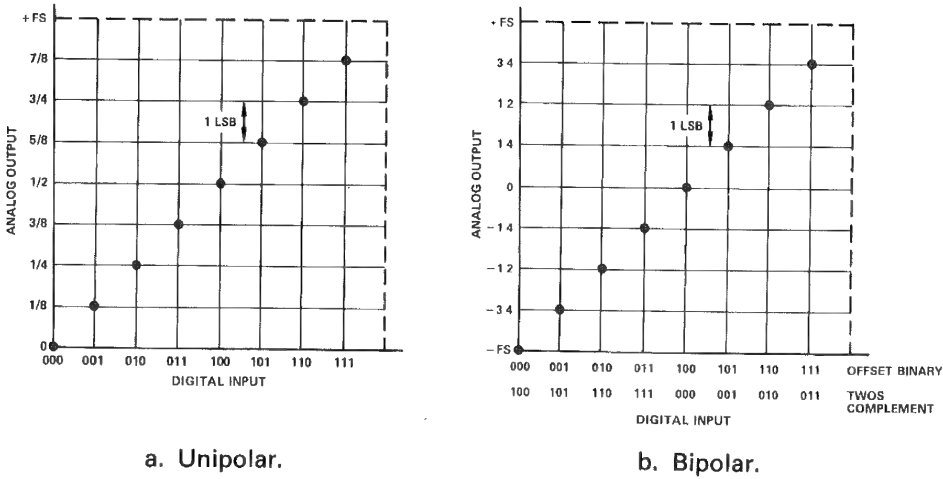 + FS
7/8
3/4
5/8
1/2
3/8
1/4
1/8
0
1 LSB
ANALOG OUTPUT
000 001 010 011 100 101 110 111
DIGITAL INPUT
a. Unipolar.
+ FS
3 4
1 2
1 4
0
- 1 4
- 1 2
- 3 4
- FS
1 LSB
ANALOG OUTPUT
000 001 010 011 100 101 110 111 OFFSET BINARY
100 101 110 111 000 001 010 011 TWOS
COMPLEMENT
DIGITAL INPUT
b. Bipolar.